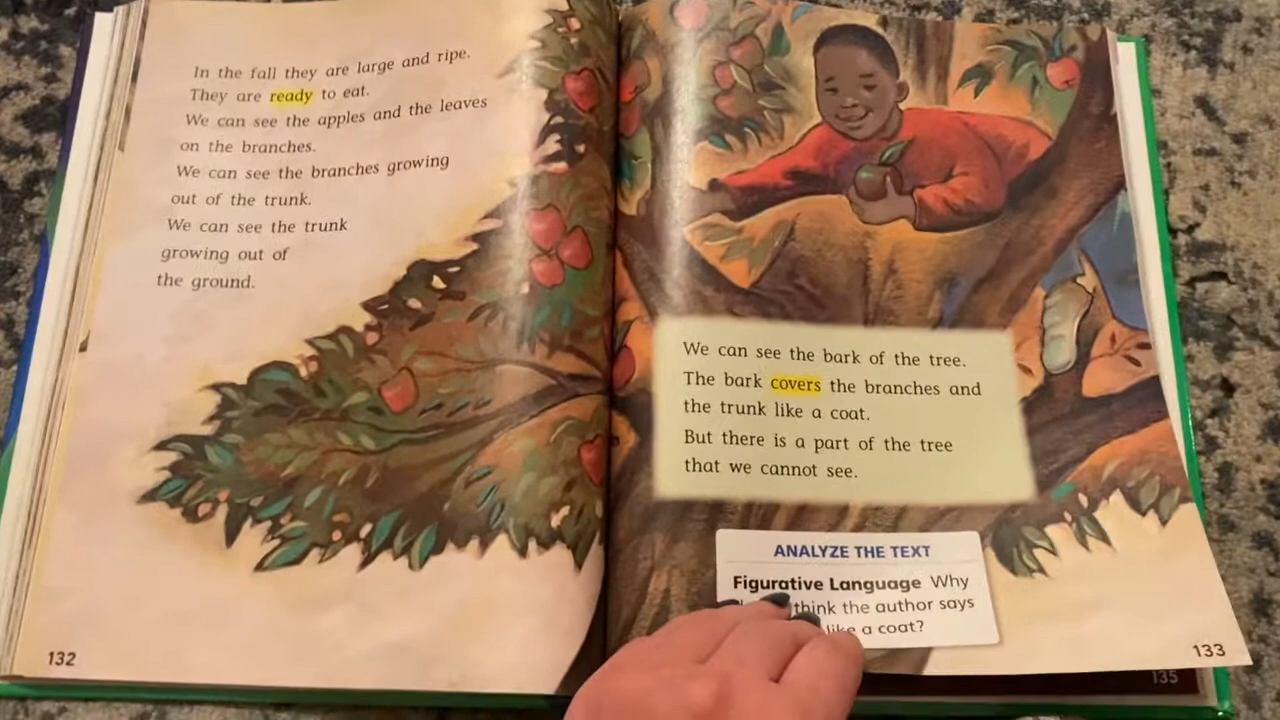 In the fall they are large and ripe.
They are ready to eat.
We can see the apples and the leaves
on the branches.
We can see the branches growing
out of the trunk.
We can see the trunk
growing out of
the ground.
132
We can see the bark of the tree.
The bark covers the branches and
the trunk like a coat.
But there is a part of the tree
that we cannot see.
ANALYZE THE TEXT
Figurative Language Why
think the author says
like a coat?
133
135